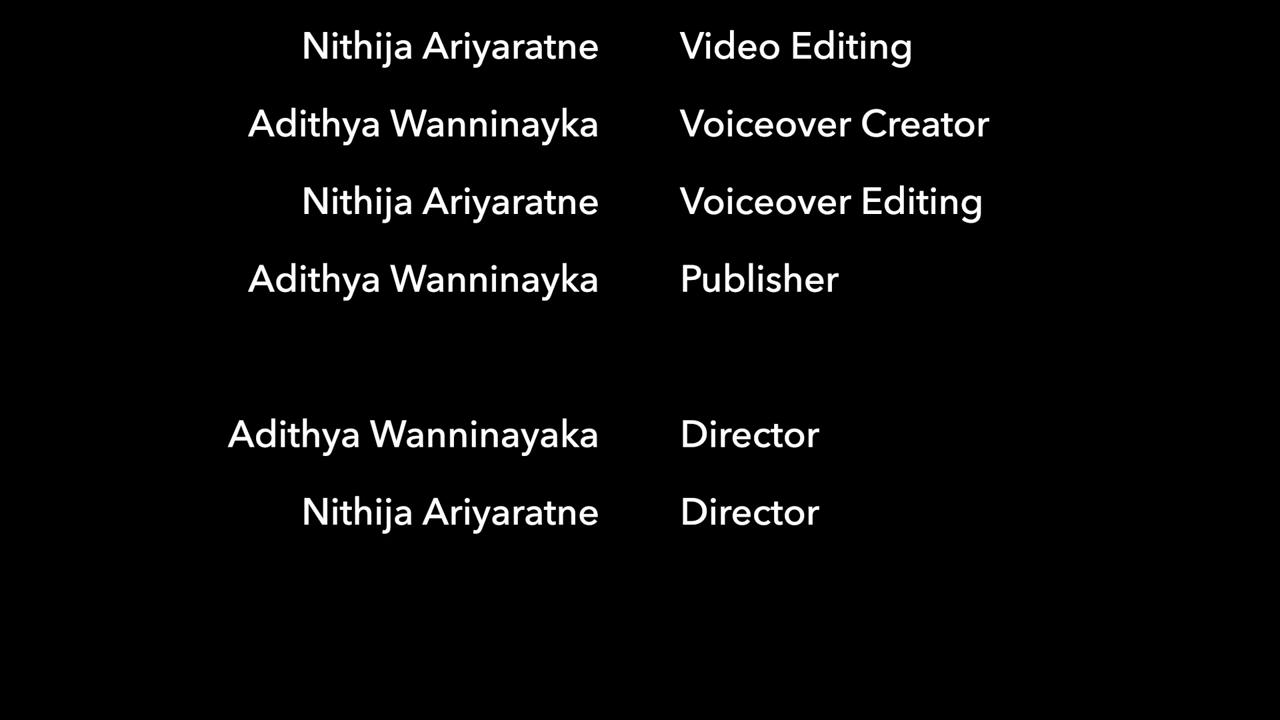 Nithija Ariyaratne Video Editing
Adithya Wanninayka Voiceover Creator
Nithija Ariyaratne Voiceover Editing
Adithya Wanninayka Publisher
Adithya Wanninayaka Director
Nithija Ariyaratne Director